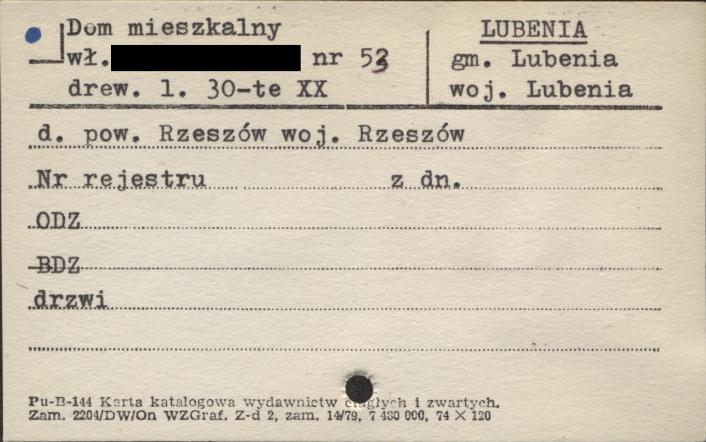 Dom mieszkalny
wł. nr 53
drew. l. 30-te XX
LUBENIA
gm. Lubenia
woj. Lubenia
d. pow. Rzeszów woj. Rzeszów
Nr rejestru z dn.
ODZ
BDZ
drzwi
Pu-B-144 Karta katalogowa wydawnictw ciągłych i zwartych.
Zam. 2204/DW/On WZGraf. Z-d 2, zam. 14/79, 7 480 000, 74 × 120